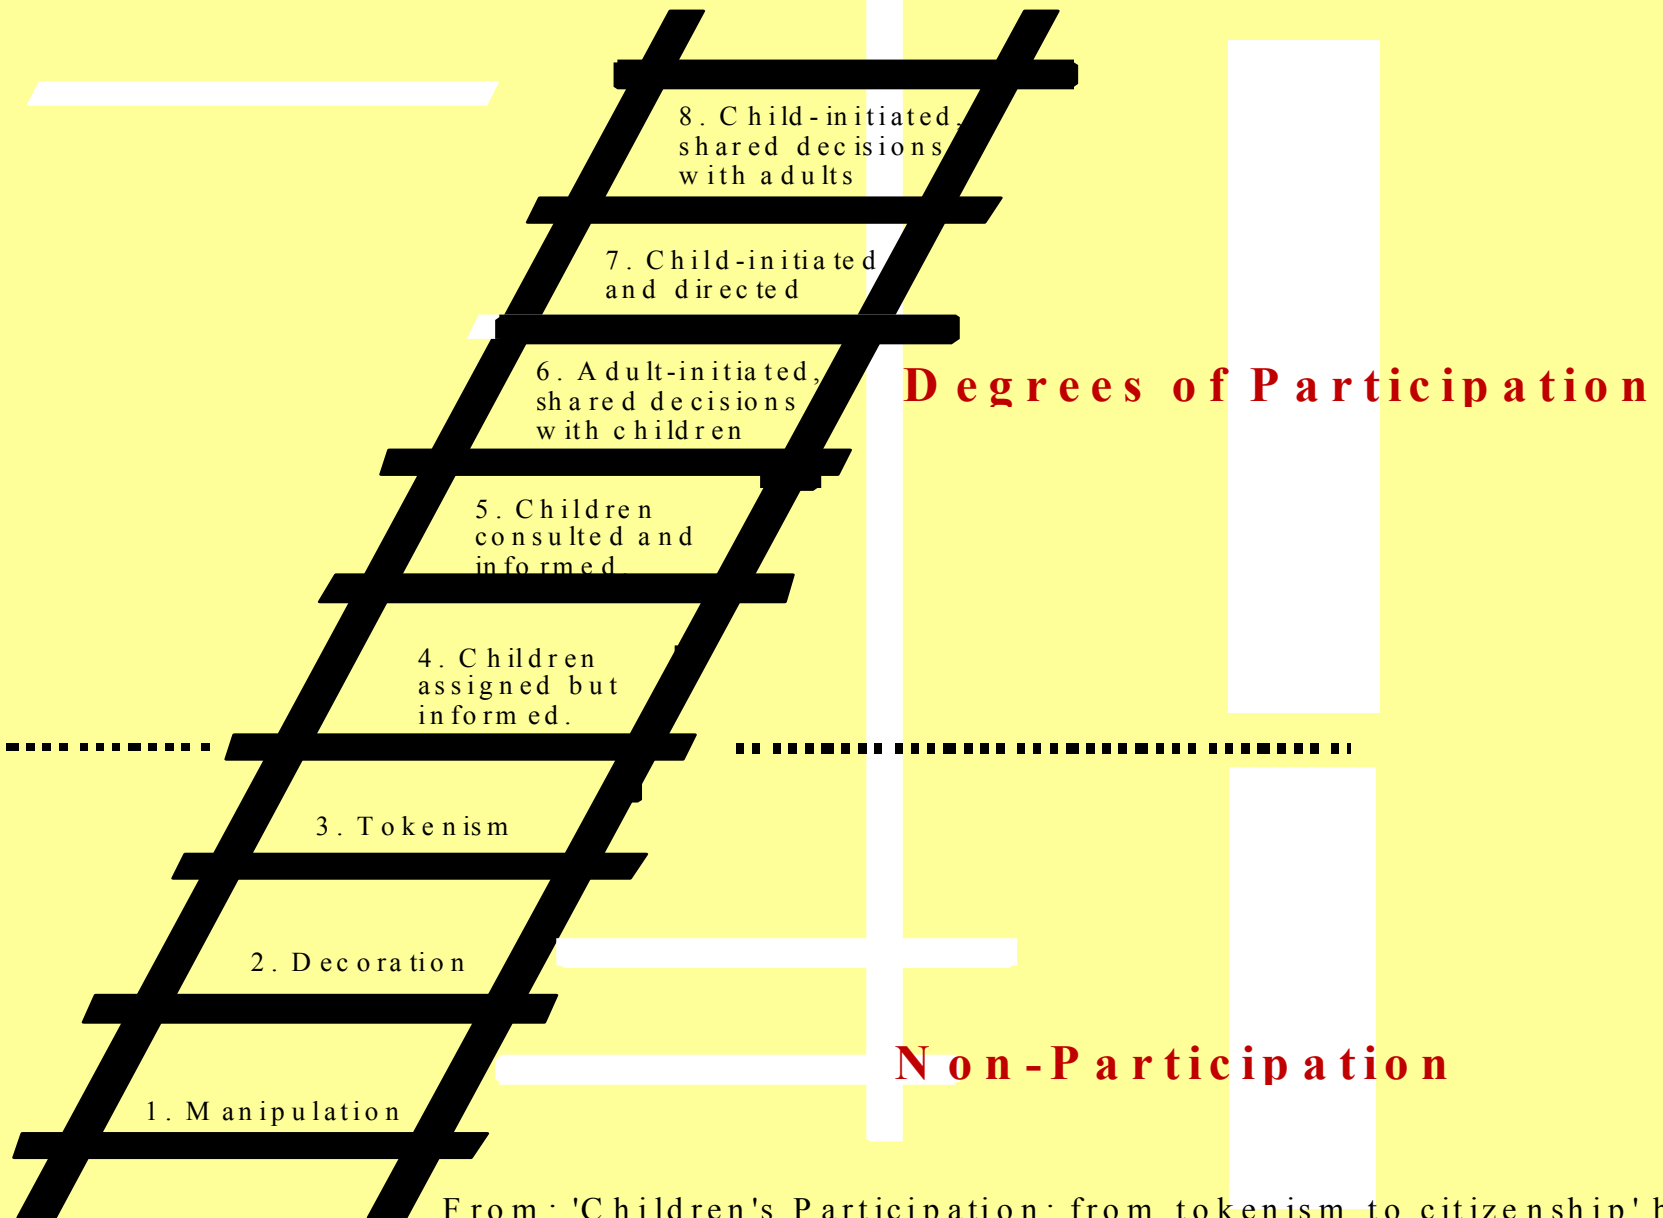 8. Child-initiated,
shared decisions
with adults
7. Child-initiated
and directed
6. Adult-initiated,
shared decisions
with children
Degrees of Participation
5. Children
consulted and
informed.
4. Children
assigned but
informed.
3. Tokenism
2. Decoration
Non-Participation
1. Manipulation
From: 'Children's Participation: from tokenism to citizenship'